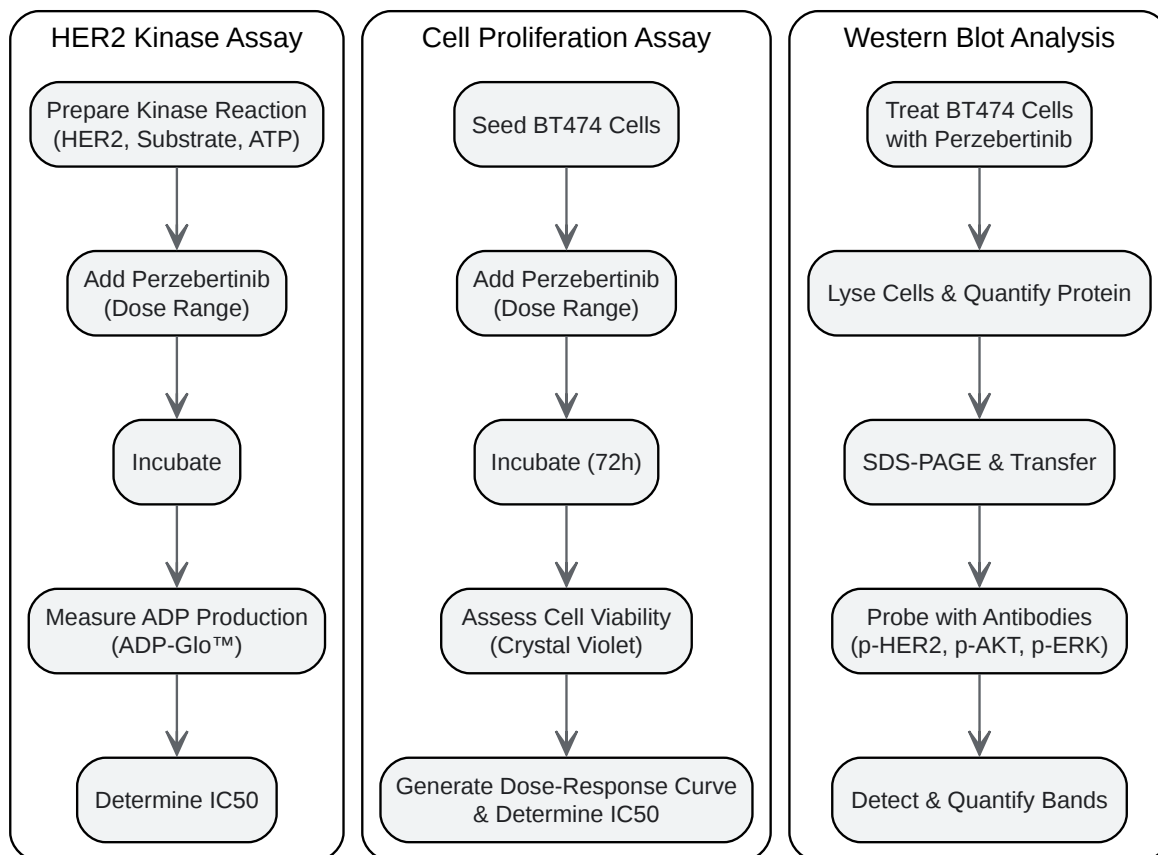 HER2 Kinase Assay
Prepare Kinase Reaction
(HER2, Substrate, ATP)
Add Perzebertinib
(Dose Range)
Incubate
Measure ADP Production
(ADP-Glo™)
Determine IC50
Cell Proliferation Assay
Seed BT474 Cells
Add Perzebertinib
(Dose Range)
Incubate (72h)
Assess Cell Viability
(Crystal Violet)
Generate Dose-Response Curve
& Determine IC50
Western Blot Analysis
Treat BT474 Cells
with Perzebertinib
Lyse Cells & Quantify Protein
SDS-PAGE & Transfer
Probe with Antibodies
(p-HER2, p-AKT, p-ERK)
Detect & Quantify Bands